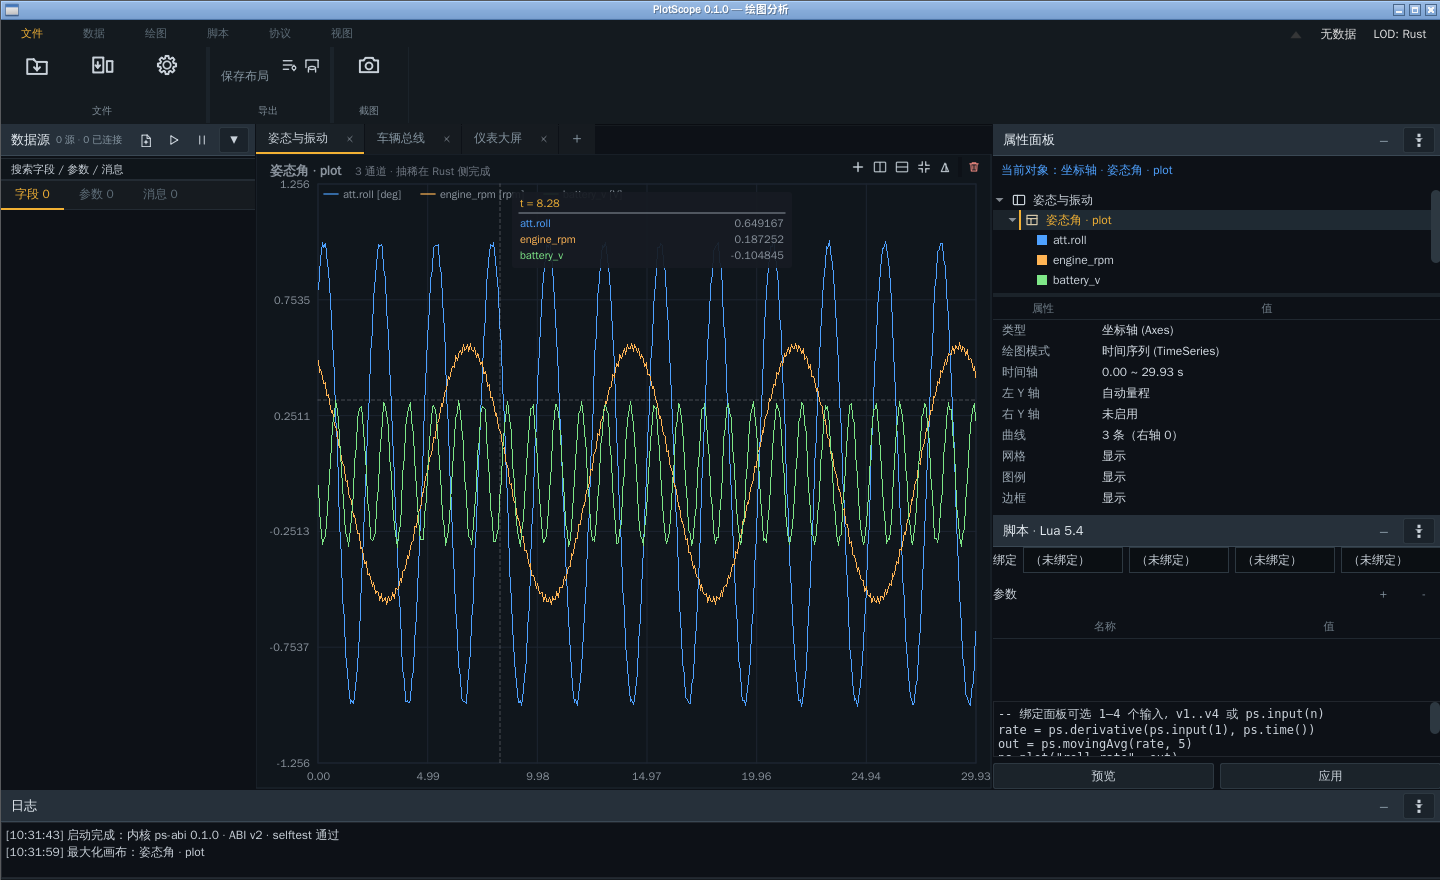 PlotScope 0.1.0 — 绘图分析
文件 数据 绘图 脚本 协议 视图 无数据 LOD: Rust
保存布局
文件 导出 截图
数据源 0 源 · 0 已连接
搜索字段 / 参数 / 消息
字段 0 参数 0 消息 0
姿态与振动 × 车辆总线 × 仪表大屏 × +
姿态角 · plot 3 通道 · 抽稀在 Rust 侧完成
att.roll [deg] engine_rpm
t = 8.28
att.roll 0.649167
engine_rpm 0.187252
battery_v -0.104845
1.256
0.7535
0.2511
-0.2513
-0.7537
-1.256
0.00 4.99 9.98 14.97 19.96 24.94 29.93
属性面板
当前对象：坐标轴 · 姿态角 · plot
姿态与振动
姿态角 · plot
att.roll
engine_rpm
battery_v
属性 值
类型 坐标轴 (Axes)
绘图模式 时间序列 (TimeSeries)
时间轴 0.00 ~ 29.93 s
左 Y 轴 自动量程
右 Y 轴 未启用
曲线 3 条（右轴 0）
网格 显示
图例 显示
边框 显示
脚本 · Lua 5.4
绑定 （未绑定） （未绑定） （未绑定） （未绑定）
参数 + -
名称 值
-- 绑定面板可选 1—4 个输入，v1..v4 或 ps.input(n)
rate = ps.derivative(ps.input(1), ps.time())
out = ps.movingAvg(rate, 5)
预览 应用
日志
[10:31:43] 启动完成：内核 ps-abi 0.1.0 · ABI v2 · selftest 通过
[10:31:59] 最大化画布：姿态角 · plot